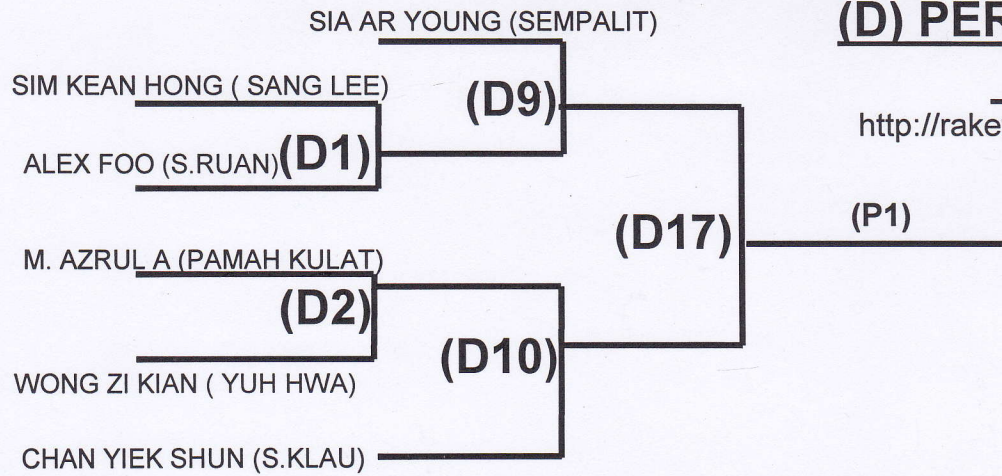 SIA AR YOUNG (SEMPALIT)
(D) PER
SIM KEAN HONG ( SANG LEE)
(D9)
http://rake
ALEX FOO (S.RUAN)(D1)
(D17)
(P1)
M. AZRUL A (PAMAH KULAT)
(D2)
(D10)
WONG ZI KIAN ( YUH HWA)
CHAN YIEK SHUN (S.KLAU)